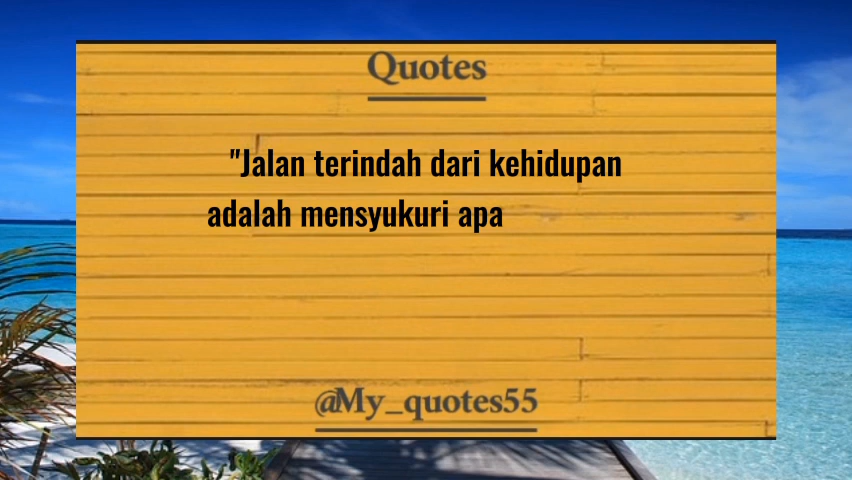 Quotes
"Jalan terindah dari kehidupan
adalah mensyukuri apa
@My_quotes55